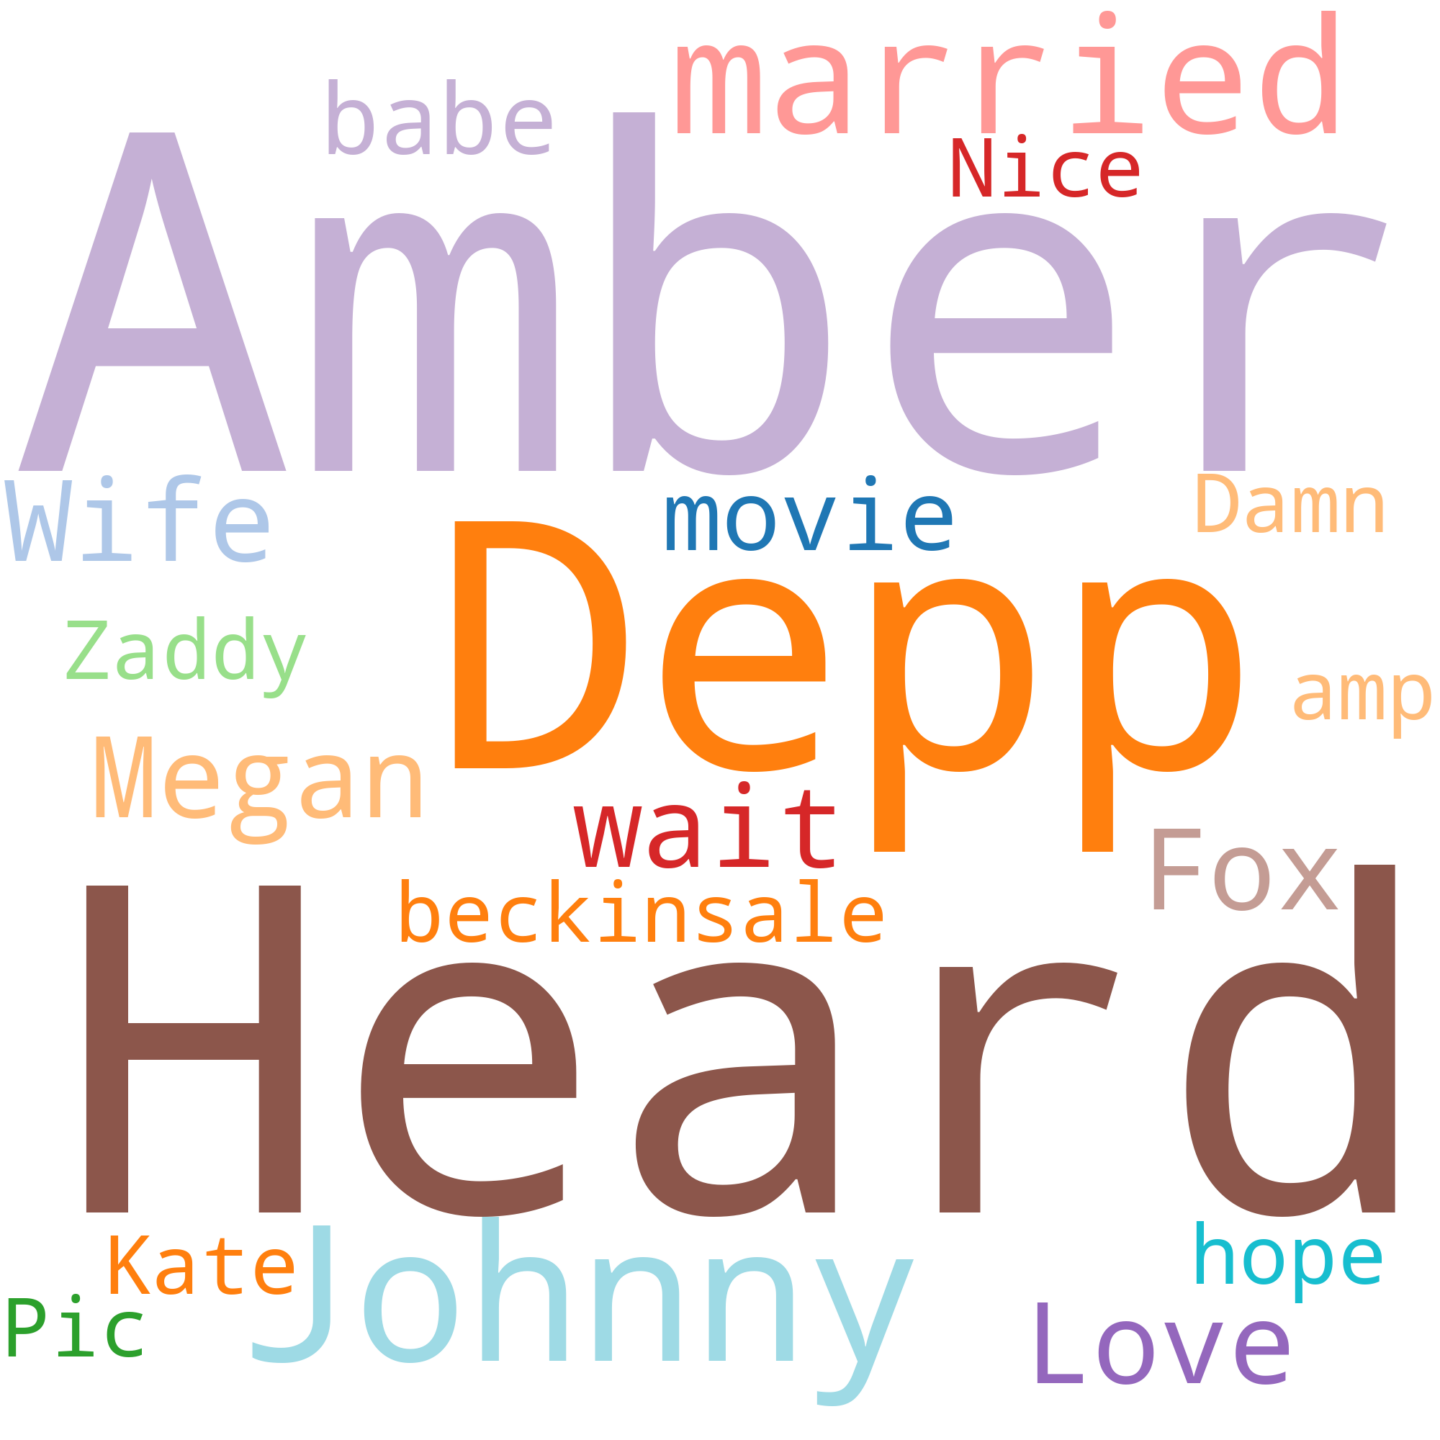 married
babe
Nice
Amber
Wife
movie
Damn
Depp
Zaddy
amp
Megan
wait
Fox
beckinsale
Heard
Kate
Johnny
hope
Pic
Love